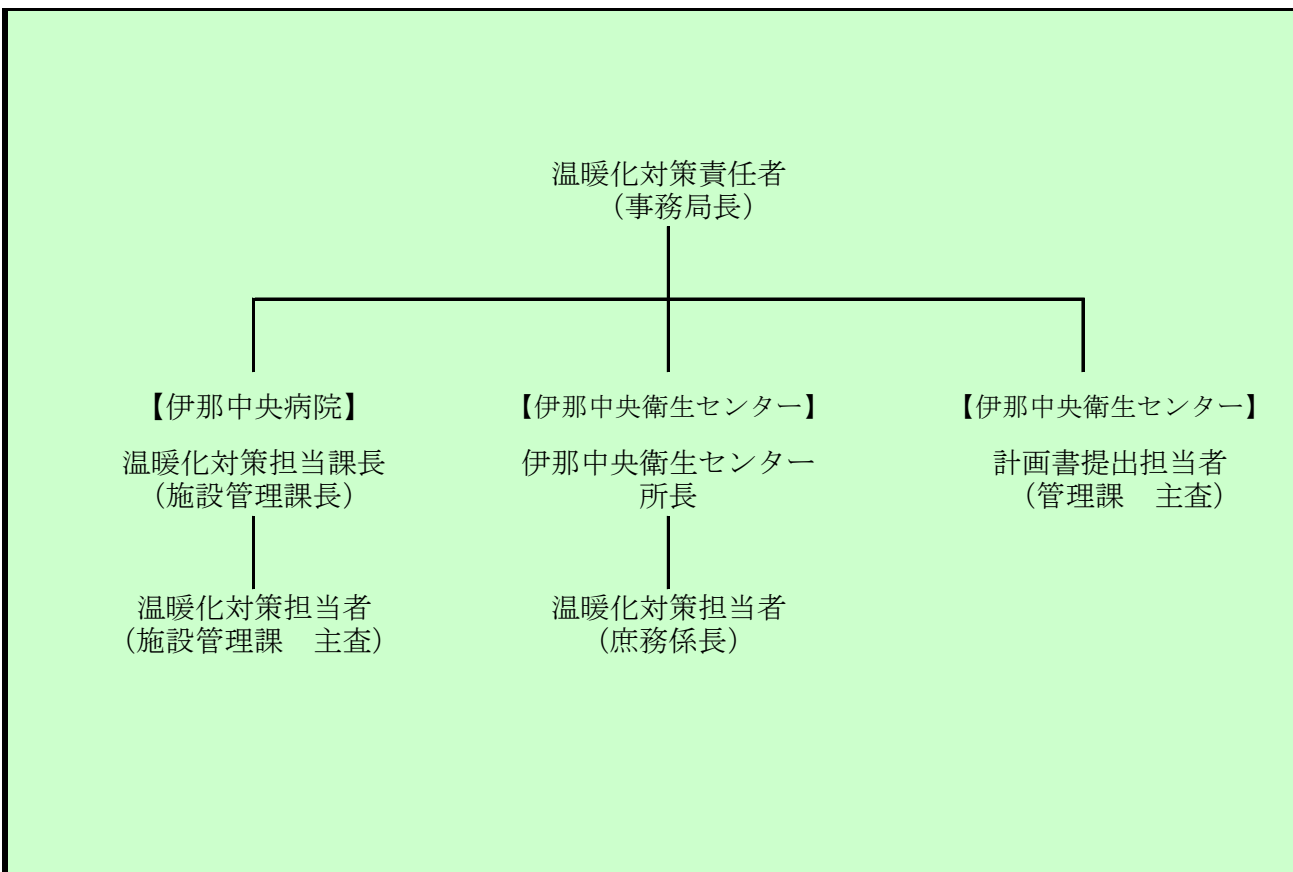 温暖化対策責任者
（事務局長）
【伊那中央病院】
温暖化対策担当課長
（施設管理課長）
温暖化対策担当者
（施設管理課　主査）
【伊那中央衛生センター】
伊那中央衛生センター
所長
温暖化対策担当者
（庶務係長）
【伊那中央衛生センター】
計画書提出担当者
（管理課　主査）